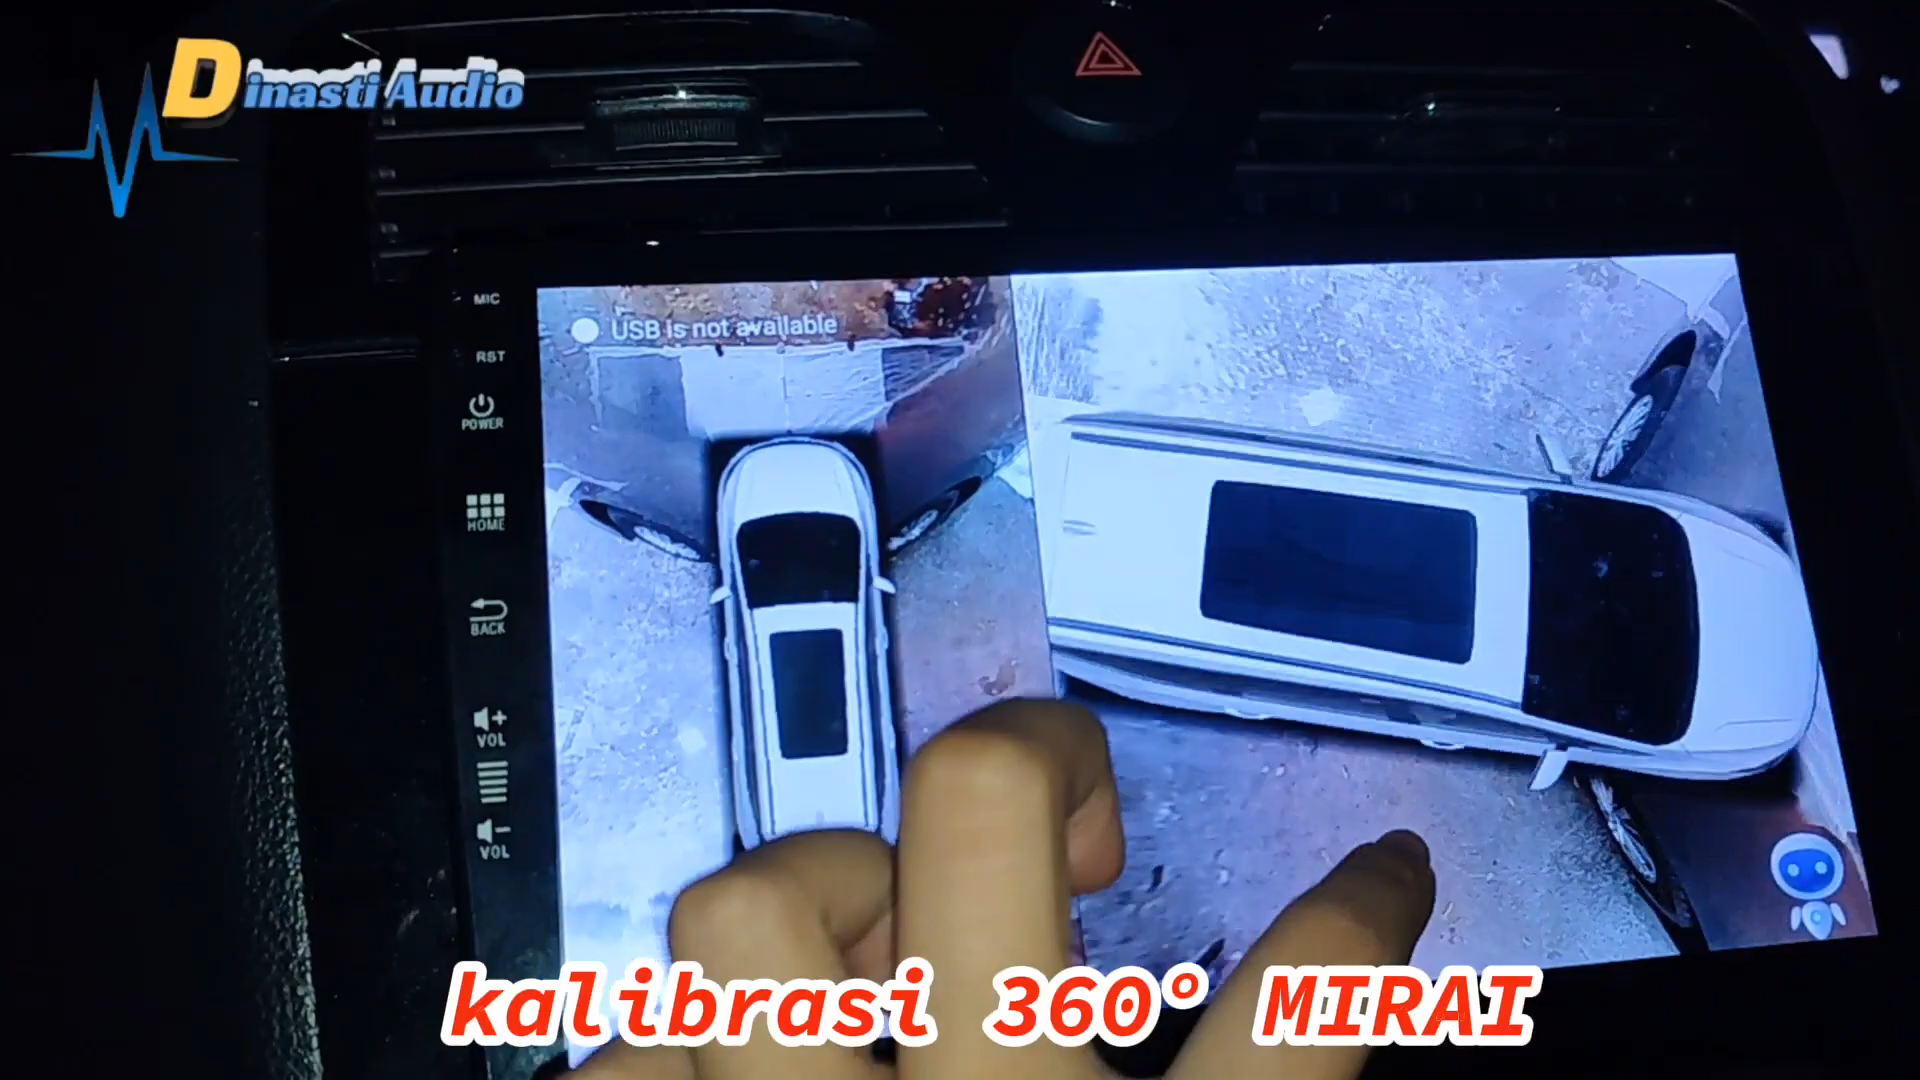 Dinasti Audio
MIC
USB is not available
RST
POWER
HOME
BACK
VOL
VOL
kalibrasi 360° MIRAI